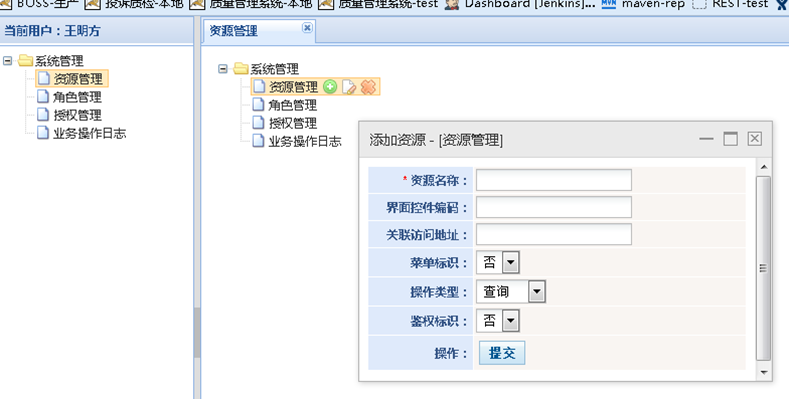 BOSS-生产 投诉质检-本地 质量管理系统-本地 质量管理系统-test Dashboard [Jenkins]... maven-rep REST-test
当前用户：王明方
资源管理
系统管理
资源管理
角色管理
授权管理
业务操作日志
系统管理
资源管理
角色管理
授权管理
业务操作日志
添加资源 - [资源管理]
* 资源名称：
界面控件编码：
关联访问地址：
菜单标识： 否
操作类型： 查询
鉴权标识： 否
操作： 提交